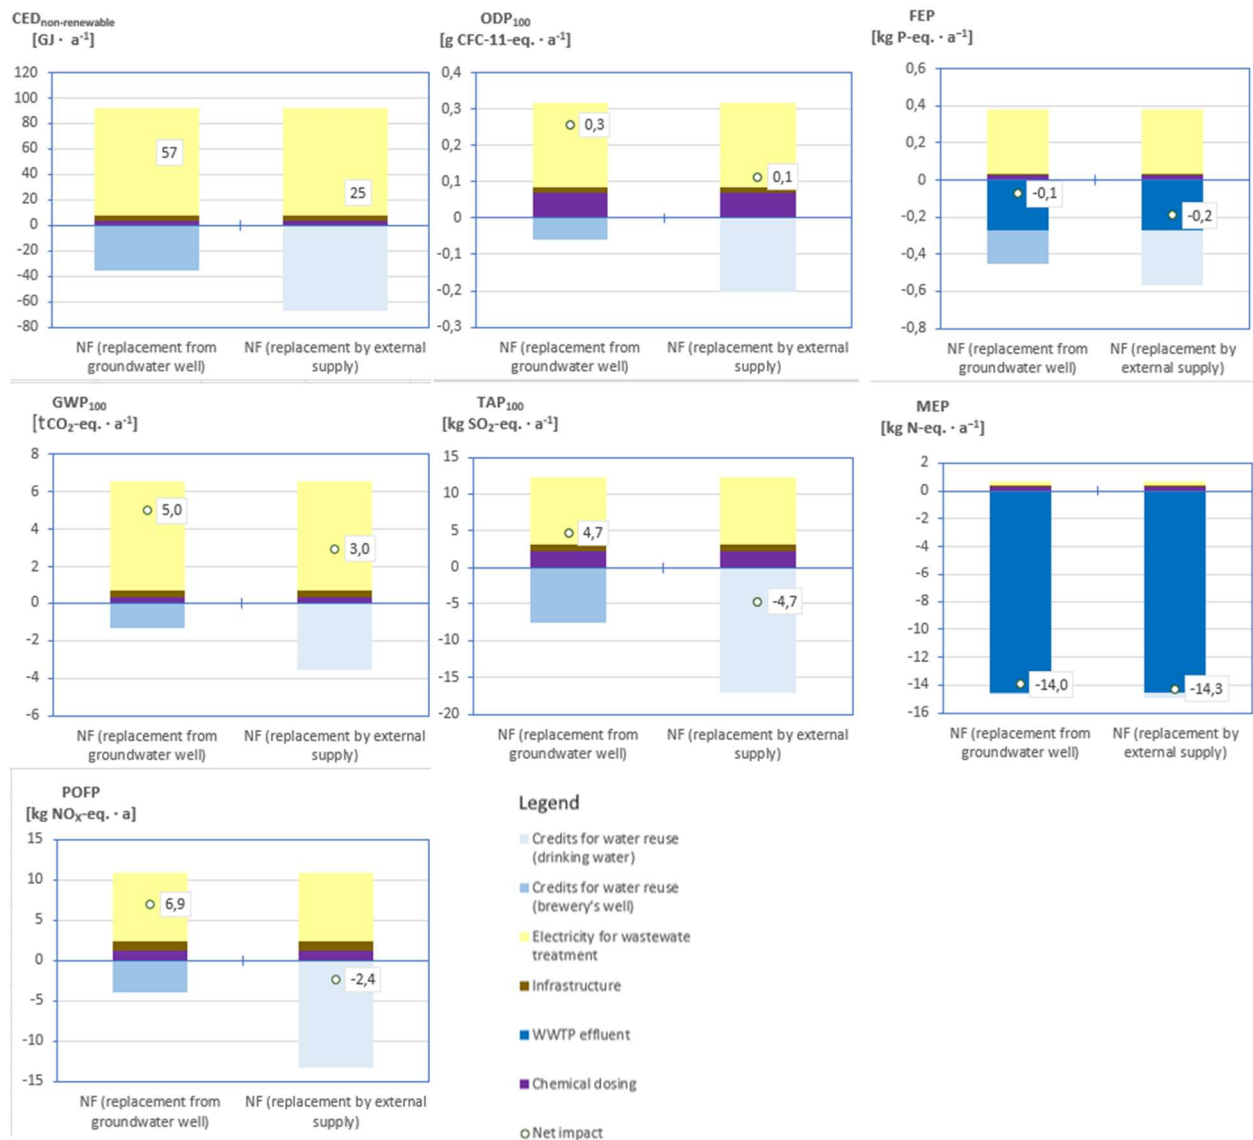 CEDnon-renewable
[GJ · a⁻¹]
120
100
80
60
40
20
0
-20
-40
-60
-80
57
25
NF (replacement from
groundwater well)
NF (replacement by external
supply)
ODP₁₀₀
[g CFC-11-eq. · a⁻¹]
0,4
0,3
0,2
0,1
0
-0,1
-0,2
-0,3
0,3
0,1
NF (replacement from
groundwater well)
NF (replacement by external
supply)
FEP
[kg P-eq. · a⁻¹]
0,6
0,4
0,2
0
-0,2
-0,4
-0,6
-0,8
-0,1
-0,2
NF (replacement from
groundwater well)
NF (replacement by
external supply)
GWP₁₀₀
[tCO₂-eq. · a⁻¹]
8
6
4
2
0
-2
-4
-6
5,0
3,0
NF (replacement from
groundwater well)
NF (replacement by external
supply)
TAP₁₀₀
[kg SO₂-eq. · a⁻¹]
15
10
5
0
-5
-10
-15
-20
4,7
-4,7
NF (replacement from
groundwater well)
NF (replacement by external
supply)
MEP
[kg N-eq. · a⁻¹]
2
0
-2
-4
-6
-8
-10
-12
-14
-16
-14,0
-14,3
NF (replacement from
groundwater well)
NF (replacement by
external supply)
POFP
[kg NOₓ-eq. · a]
15
10
5
0
-5
-10
-15
6,9
-2,4
NF (replacement from
groundwater well)
NF (replacement by external
supply)
Legend
Credits for water reuse
(drinking water)
Credits for water reuse
(brewery's well)
Electricity for wastewate
treatment
Infrastructure
WWTP effluent
Chemical dosing
Net impact